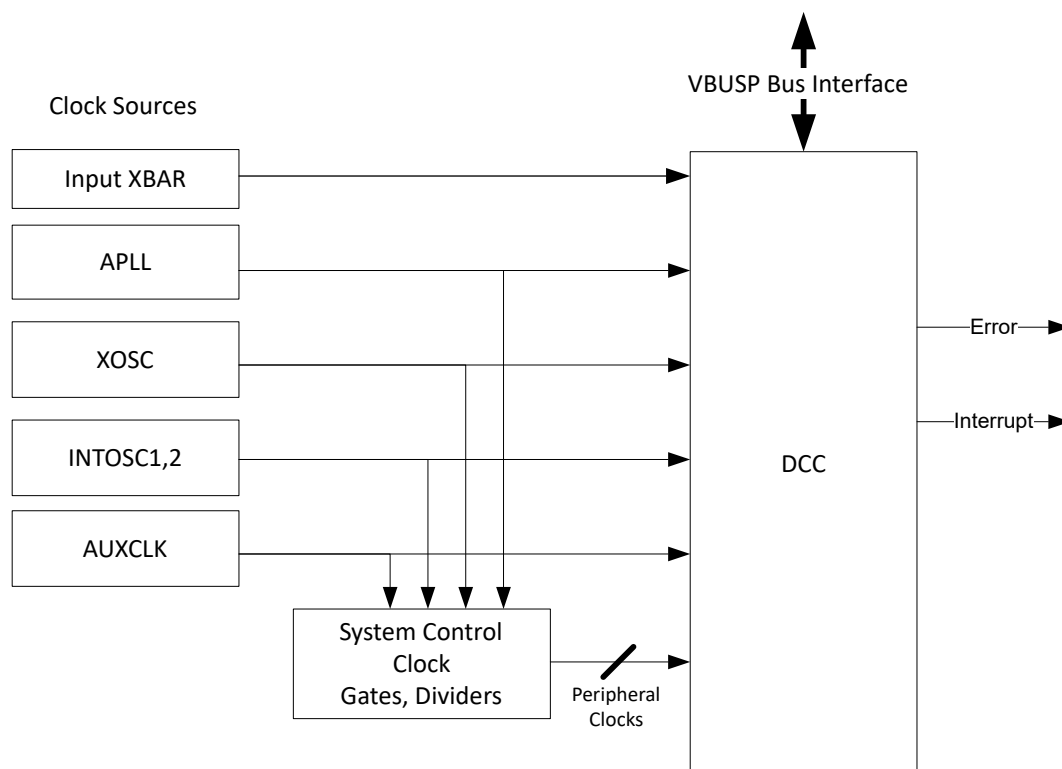 VBUSP Bus Interface
Clock Sources
Input XBAR
APLL
XOSC
INTOSC1,2
AUXCLK
System Control
Clock
Gates, Dividers
Peripheral
Clocks
DCC
Error
Interrupt